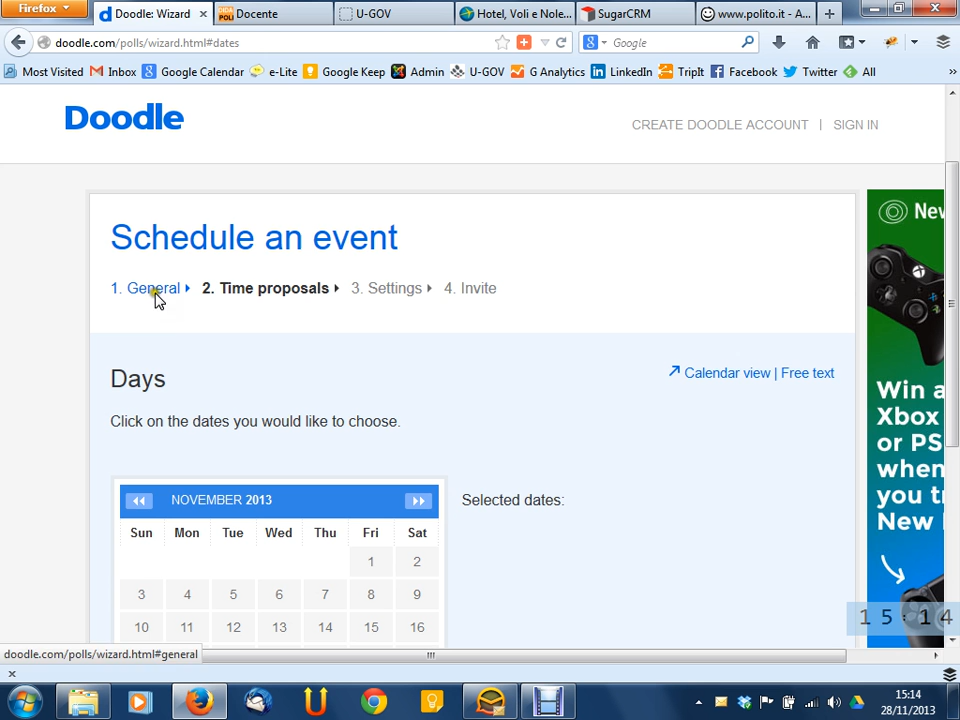 Firefox
Doodle: Wizard
Docente
U-GOV
Hotel, Voli e Nole...
SugarCRM
www.polito.it - A...
doodle.com/polls/wizard.html#dates
Google
Most Visited
Inbox
Google Calendar
e-Lite
Google Keep
Admin
U-GOV
G Analytics
LinkedIn
TripIt
Facebook
Twitter
All
Doodle
CREATE DOODLE ACCOUNT | SIGN IN
Schedule an event
1. General
2. Time proposals
3. Settings
4. Invite
Days
Calendar view | Free text
Click on the dates you would like to choose.
NOVEMBER 2013
Selected dates:
Sun Mon Tue Wed Thu Fri Sat
1 2
3 4 5 6 7 8 9
10 11 12 13 14 15 16
New
Win a
Xbox
or PS
when
you t
New
15:14
doodle.com/polls/wizard.html#general
15:14
28/11/2013